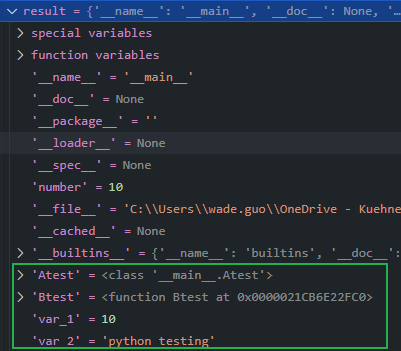 result = {'__name__': '__main__', '__doc__': None, '...
special variables
function variables
'__name__' = '__main__'
'__doc__' = None
'__package__' = ''
'__loader__' = None
'__spec__' = None
'number' = 10
'__file__' = 'C:\\Users\\wade.guo\\OneDrive - Kuehne
'__cached__' = None
'__builtins__' = {'__name__': 'builtins', '__doc__':
'Atest' = <class '__main__.Atest'>
'Btest' = <function Btest at 0x0000021CB6E22FC0>
'var_1' = 10
'var_2' = 'python testing'